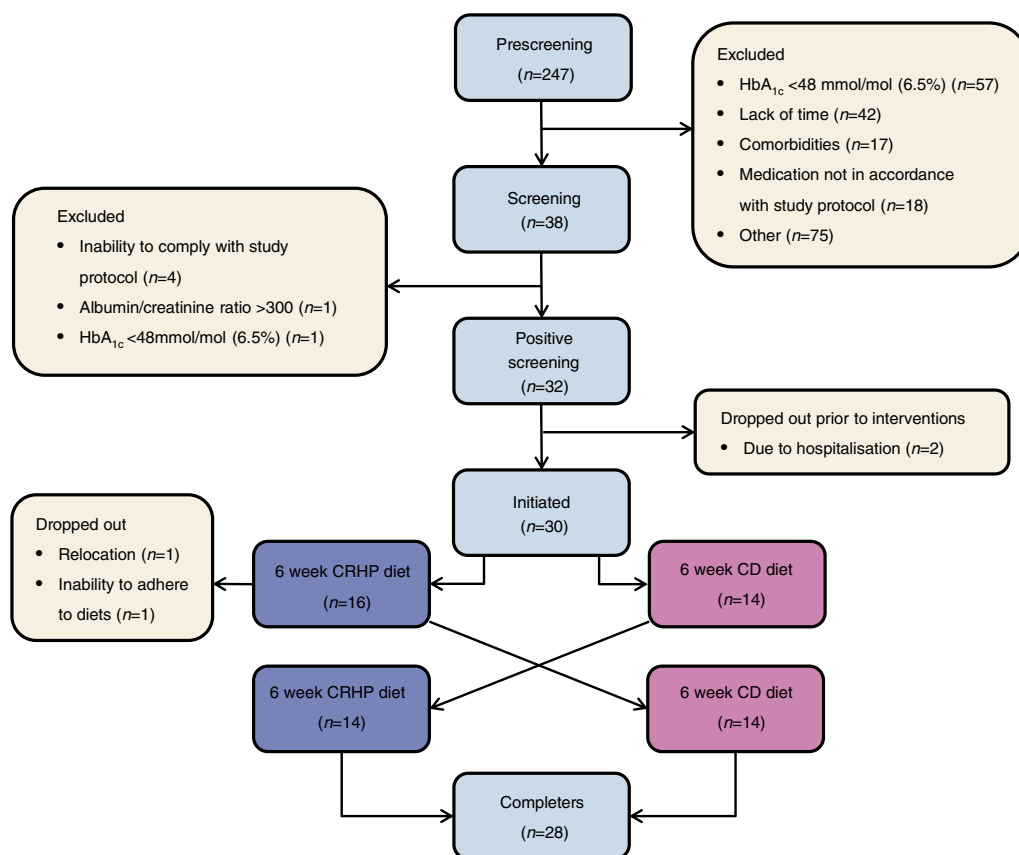 Prescreening
(n=247)
Excluded
• HbA1c <48 mmol/mol (6.5%) (n=57)
• Lack of time (n=42)
• Comorbidities (n=17)
• Medication not in accordance
with study protocol (n=18)
• Other (n=75)
Screening
(n=38)
Excluded
• Inability to comply with study
protocol (n=4)
• Albumin/creatinine ratio >300 (n=1)
• HbA1c <48mmol/mol (6.5%) (n=1)
Positive
screening
(n=32)
Dropped out prior to interventions
• Due to hospitalisation (n=2)
Initiated
(n=30)
Dropped out
• Relocation (n=1)
• Inability to adhere
to diets (n=1)
6 week CRHP diet
(n=16)
6 week CD diet
(n=14)
6 week CRHP diet
(n=14)
6 week CD diet
(n=14)
Completers
(n=28)